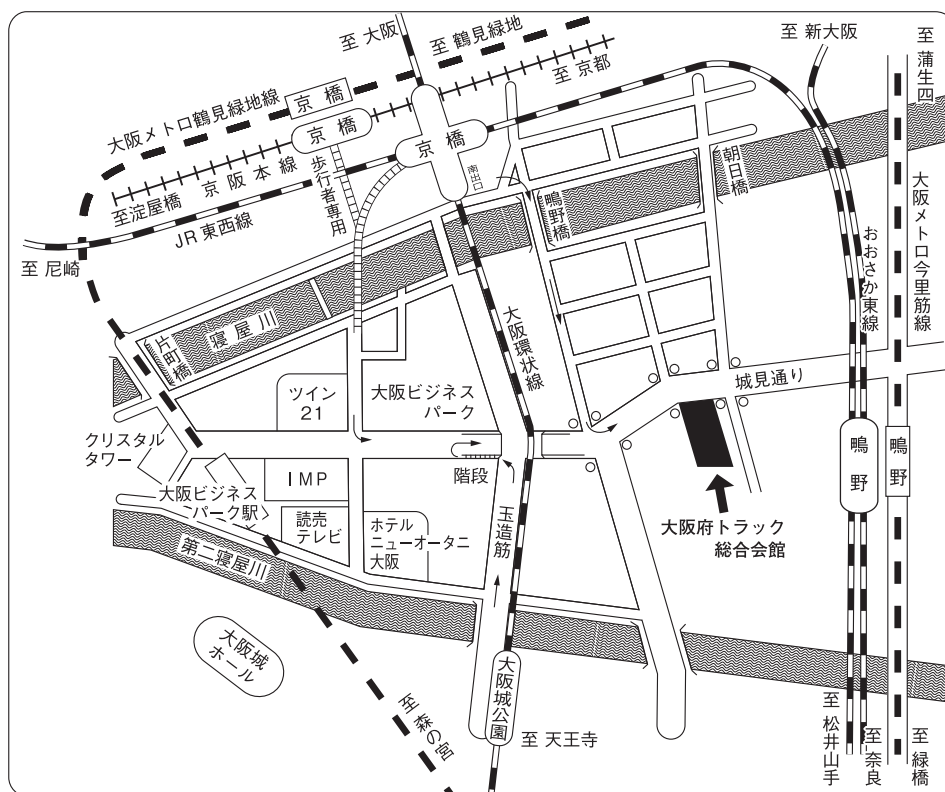 至 大阪
至 鶴見緑地
至 京都
至 新大阪
至 蒲生四
大阪メトロ鶴見緑地線
京橋
京橋
京橋
京阪本線
至淀屋橋
歩行者専用
JR東西線
至 尼崎
南出口
鴫野橋
朝日橋
おおさか東線
大阪メトロ今里筋線
寝屋川
片町橋
大阪環状線
城見通り
ツイン
21
大阪ビジネス
パーク
クリスタル
タワー
大阪ビジネス
パーク駅
IMP
階段
読売
テレビ
ホテル
ニューオータニ
大阪
玉造筋
鴫野
鴫野
大阪府トラック
総合会館
第二寝屋川
大阪城
ホール
大阪城公園
至 森の宮
至 天王寺
至 松井山手
至 奈良
至 緑橋